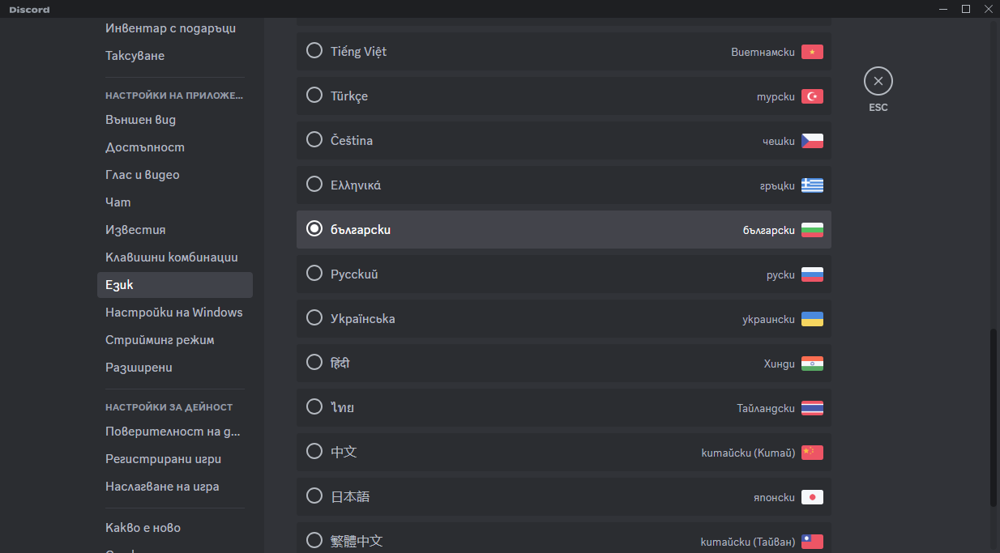 Discord
Инвентар с подаръци
Таксуване
НАСТРОЙКИ НА ПРИЛОЖЕ...
Външен вид
Достъпност
Глас и видео
Чат
Известия
Клавишни комбинации
Език
Настройки на Windows
Стрийминг режим
Разширени
НАСТРОЙКИ ЗА ДЕЙНОСТ
Поверителност на д...
Регистрирани игри
Наслагване на игра
Какво е ново
Tiếng Việt Виетнамски
Türkçe турски
Čeština чешки
Ελληνικά гръцки
български български
Русский руски
Українська украински
हिंदी Хинди
ไทย Тайландски
中文 китайски (Китай)
日本語 японски
繁體中文 китайски (Тайван)
ESC